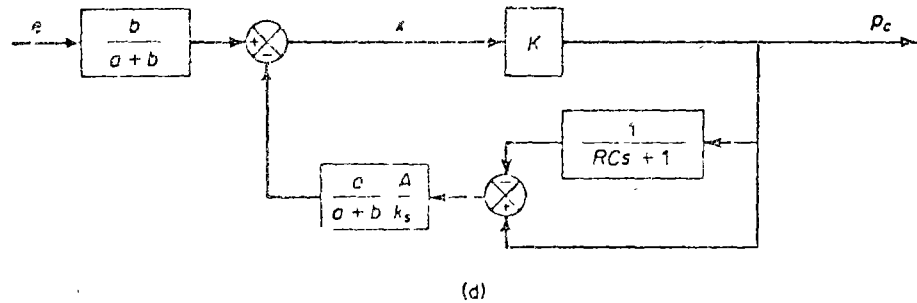 e
b
a + b
+
−
x
K
p_c
1
RCs + 1
−
+
a A
a + b k_s
(d)